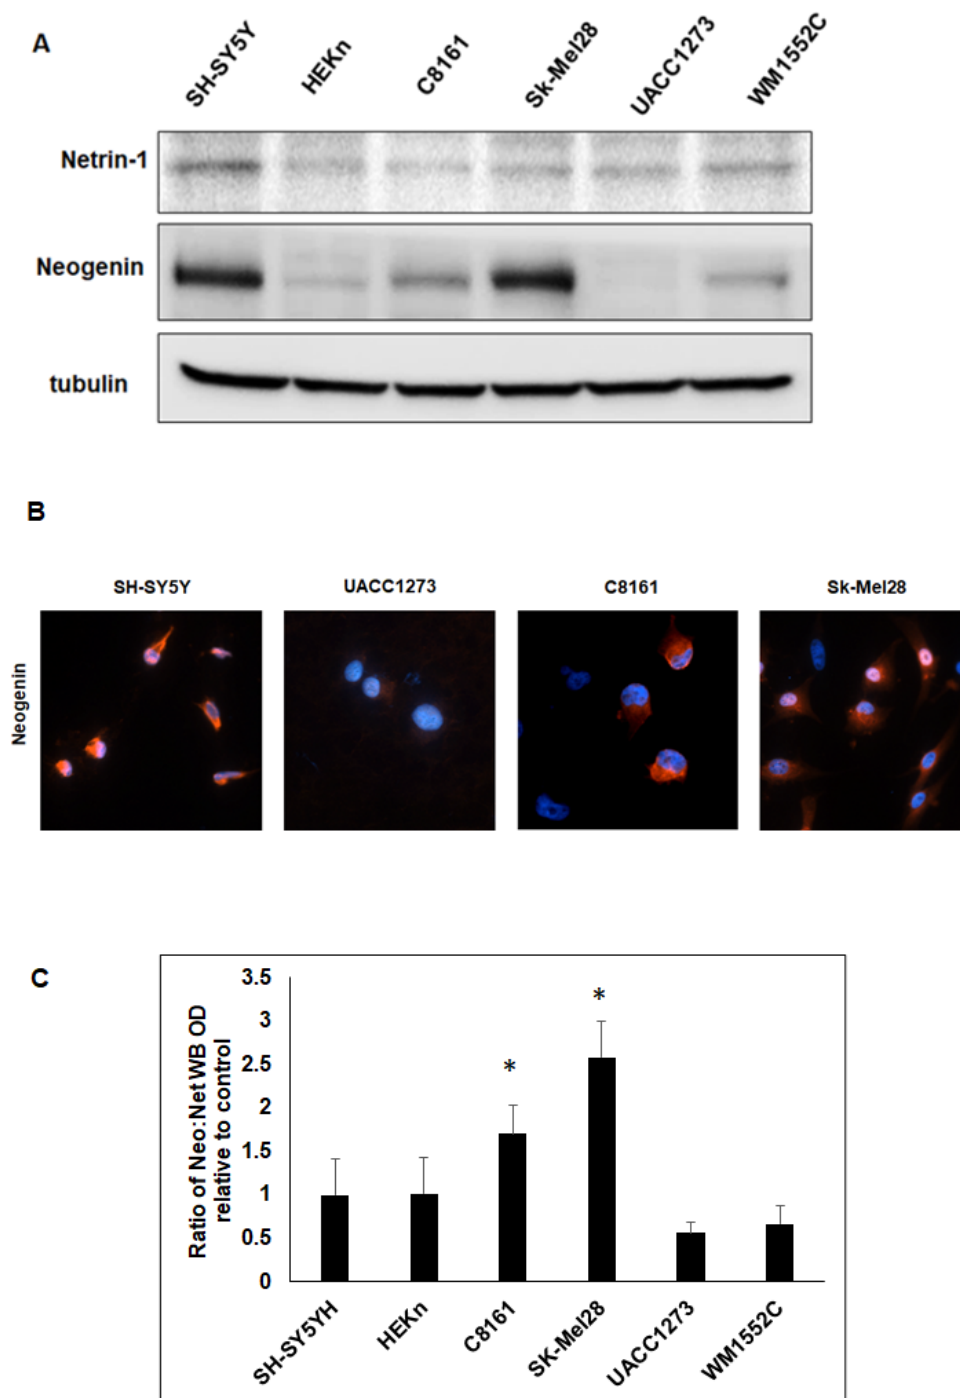 A
SH-SY5Y
HEKn
C8161
Sk-Mel28
UACC1273
WM1552C
Netrin-1
Neogenin
tubulin
B
SH-SY5Y
UACC1273
C8161
Sk-Mel28
Neogenin
C
Ratio of Neo:Net WB OD
relative to control
3.5
3
2.5
2
1.5
1
0.5
0
*
*
SH-SY5YH
HEKn
C8161
SK-Mel28
UACC1273
WM1552C